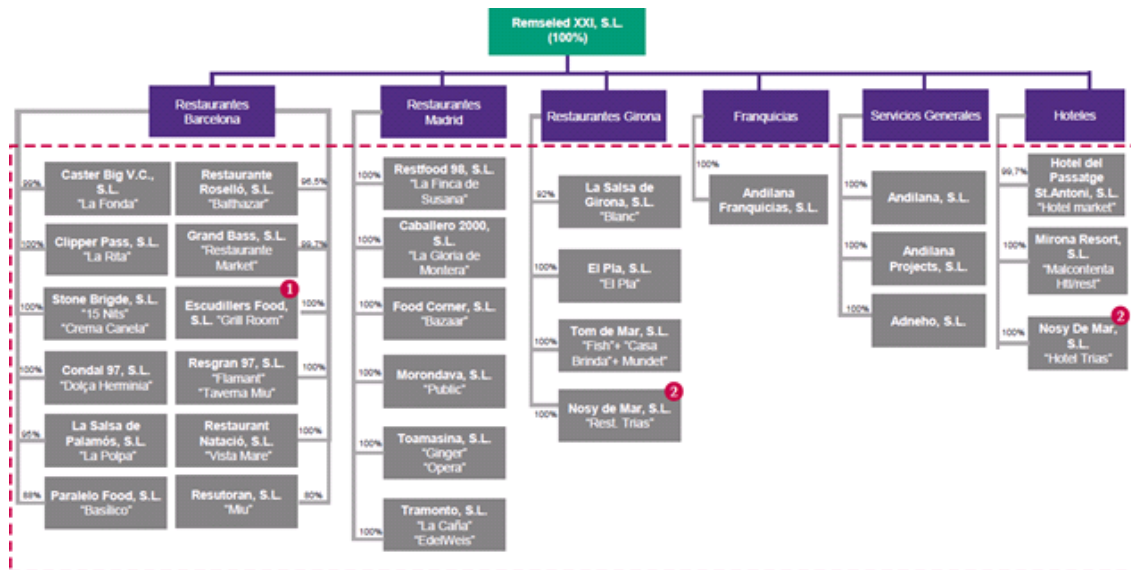 Remseled XXI, S.L.
(100%)
Restaurantes
Barcelona
Restaurantes
Madrid
Restaurantes Girona
Franquicias
Servicios Generales
Hoteles
99%
Caster Big V.C.,
S.L.
"La Fonda"
100%
Clipper Pass, S.L.
"La Rita"
100%
Stone Brigde, S.L.
"15 Nits"
"Crema Canela"
100%
Condal 97, S.L.
"Dolça Herminia"
95%
La Salsa de
Palamós, S.L.
"La Polpa"
88%
Paralelo Food, S.L.
"Basílico"
Restaurante
Roselló, S.L.
"Balthazar"
96,5%
Grand Bass, S.L.
"Restaurante
Market"
99,7%
1
Escudillers Food,
S.L. "Grill Room"
100%
Resgran 97, S.L.
"Flamant"
"Taverna Miu"
100%
Restaurant
Natació, S.L.
"Vista Mare"
100%
Resutoran, S.L.
"Miu"
80%
100%
Restfood 98, S.L.
"La Finca de
Susana"
100%
Caballero 2000,
S.L.
"La Gloria de
Montera"
100%
Food Corner, S.L.
"Bazaar"
100%
Morondava, S.L.
"Public"
100%
Toamasina, S.L.
"Ginger"
"Opera"
100%
Tramonto, S.L.
"La Caña"
"EdelWeis"
92%
La Salsa de
Girona, S.L.
"Blanc"
100%
El Pla, S.L.
"El Pla"
100%
Tom de Mar, S.L.
"Fish"+ "Casa
Brinda"+ Mundet"
2
100%
Nosy de Mar, S.L.
"Rest. Trias"
100%
Andilana
Franquicias, S.L.
100%
Andilana, S.L.
100%
Andilana
Projects, S.L.
100%
Adneho, S.L.
99,7%
Hotel del
Passatge
St.Antoni, S.L.
"Hotel market"
100%
Mirona Resort,
S.L.
"Malcontenta
Htl/rest"
2
100%
Nosy De Mar,
S.L.
"Hotel Trias"